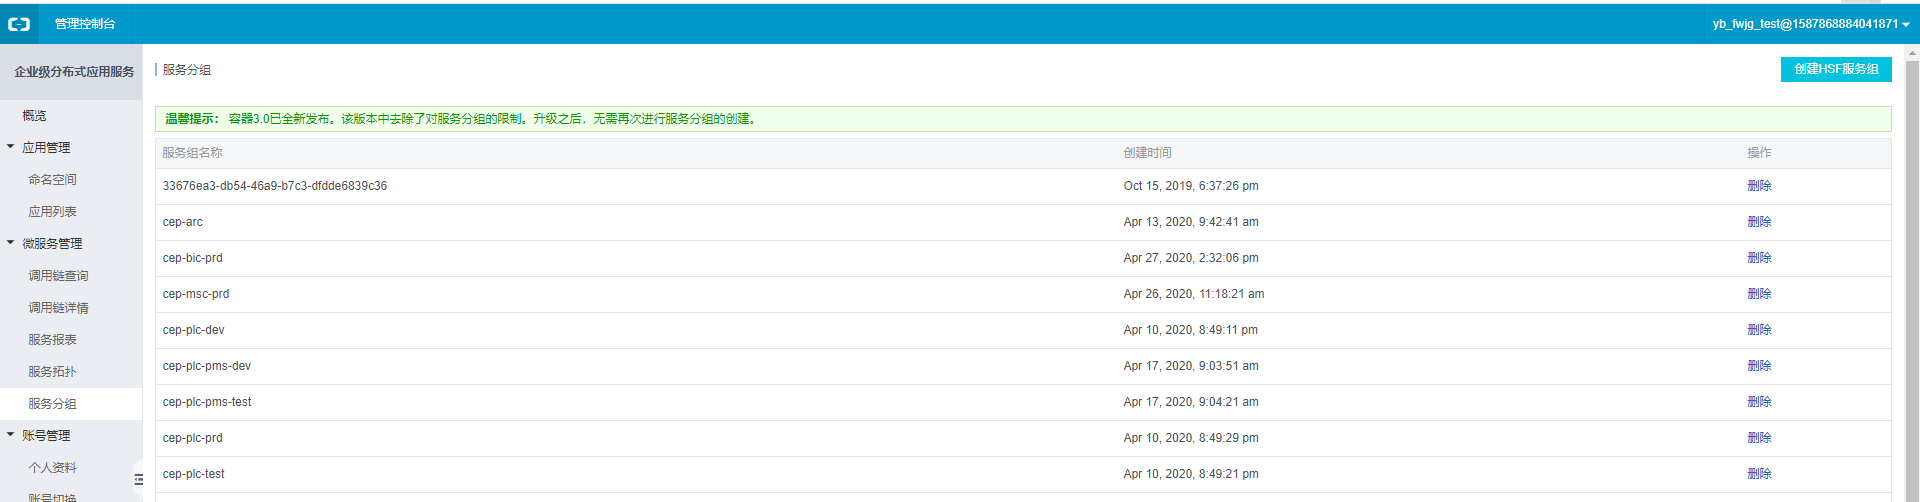 管理控制台
yb_fwjg_test@1587868884041871
企业级分布式应用服务
概览
应用管理
命名空间
应用列表
微服务管理
调用链查询
调用链详情
服务报表
服务拓扑
服务分组
账号管理
个人资料
账号切换
服务分组
创建HSF服务组
温馨提示： 容器3.0已全新发布。该版本中去除了对服务分组的限制。升级之后，无需再次进行服务分组的创建。
服务组名称 创建时间 操作
33676ea3-db54-46a9-b7c3-dfdde6839c36 Oct 15, 2019, 6:37:26 pm 删除
cep-arc Apr 13, 2020, 9:42:41 am 删除
cep-bic-prd Apr 27, 2020, 2:32:06 pm 删除
cep-msc-prd Apr 26, 2020, 11:18:21 am 删除
cep-plc-dev Apr 10, 2020, 8:49:11 pm 删除
cep-plc-pms-dev Apr 17, 2020, 9:03:51 am 删除
cep-plc-pms-test Apr 17, 2020, 9:04:21 am 删除
cep-plc-prd Apr 10, 2020, 8:49:29 pm 删除
cep-plc-test Apr 10, 2020, 8:49:21 pm 删除